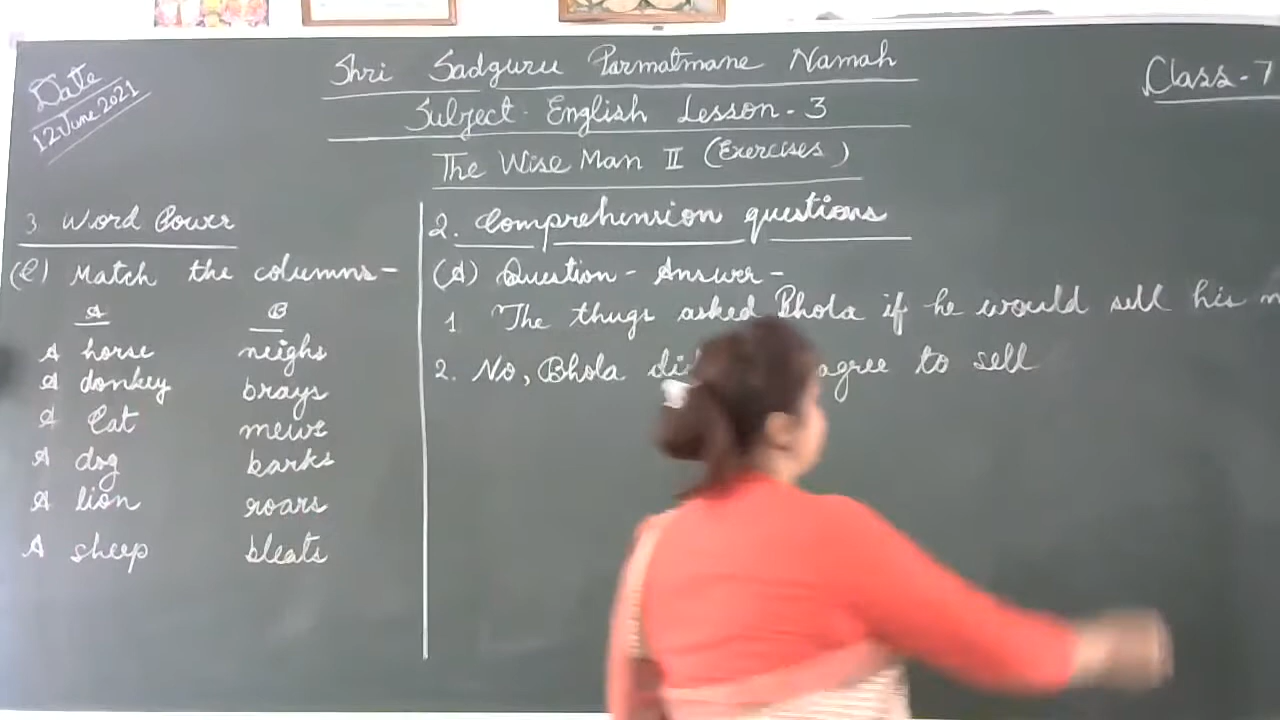 Date
12 June 2021
Shri Sadguru Parmatmane Namah
Class-7
Subject- English Lesson-3
The Wise Man II (Exercises)
3 Word Power
(C) Match the columns-
A B
A horse neighs
A donkey brays
A Cat mews
A dog barks
A lion roars
A sheep bleats
2. Comprehension questions
(A) Question-Answer-
1 The thugs asked Bhola if he would sell his
2. No, Bhola agree to sell